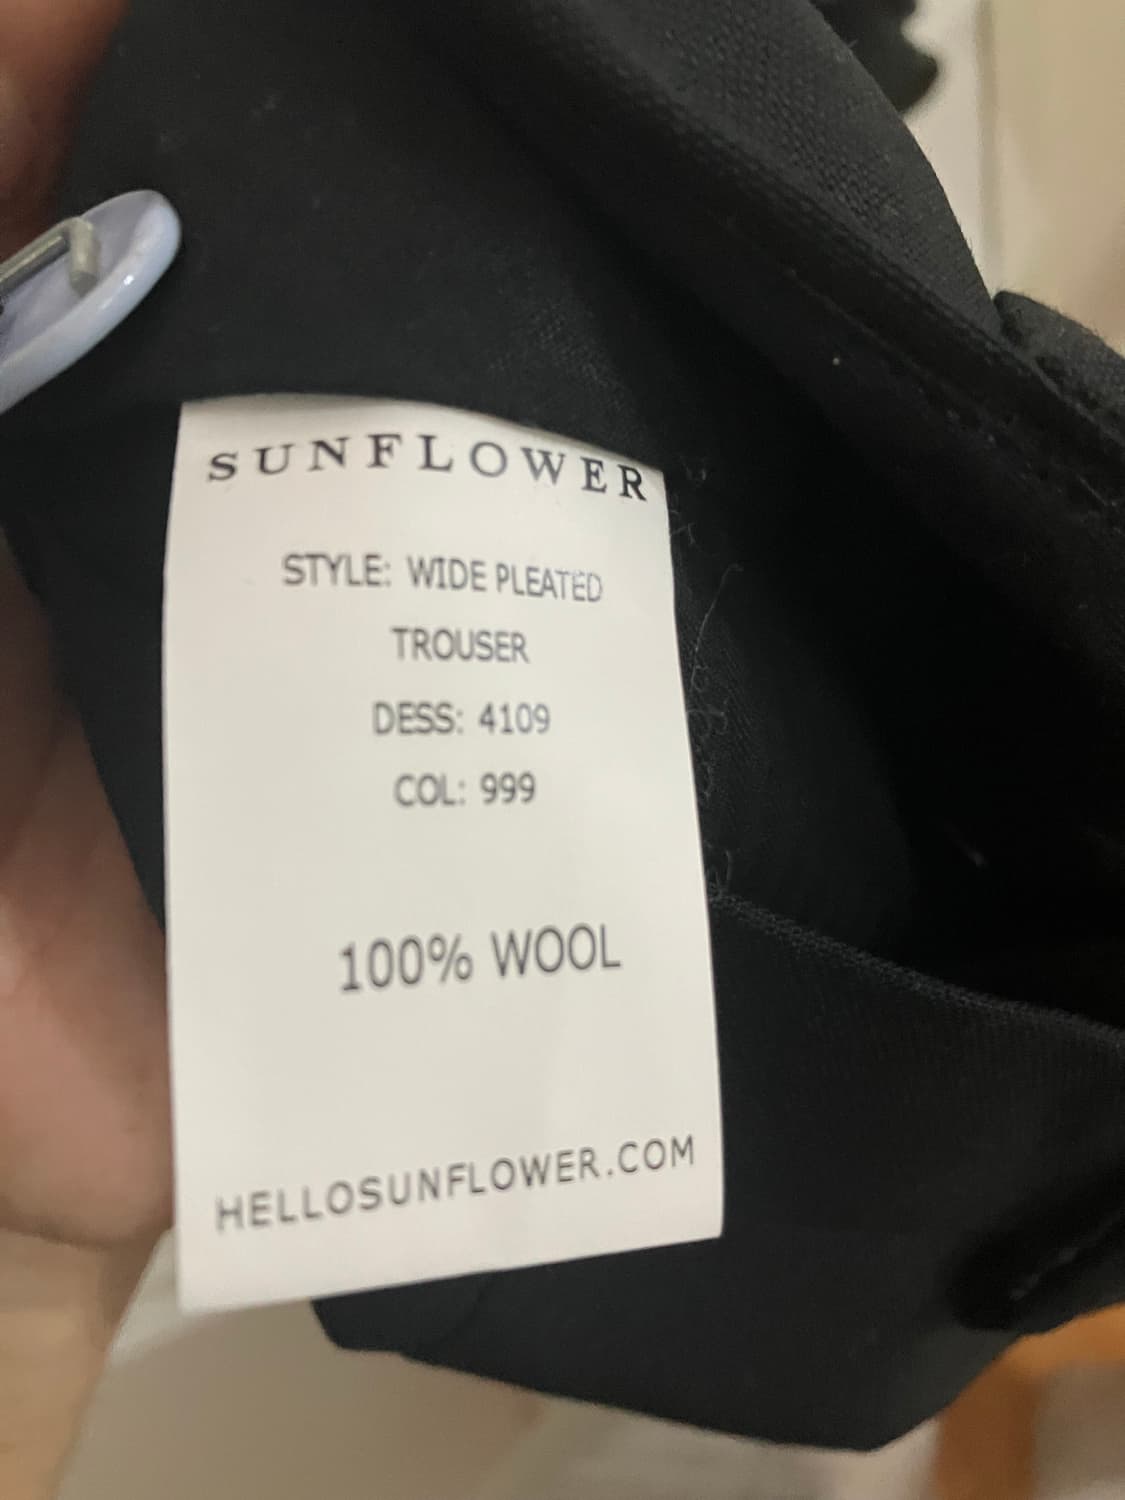 SUNFLOWER
STYLE: WIDE PLEATED
TROUSER
DESS: 4109
COL: 999
100% WOOL
HELLOSUNFLOWER.COM